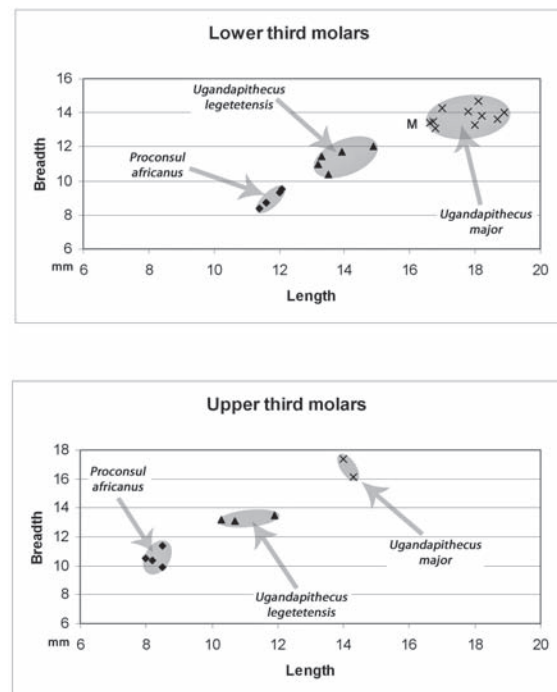 Lower third molars
16
14
12
10
8
6
Breadth
mm
6
8
10
12
14
16
18
20
Length
Ugandapithecus
legetetensis
Proconsul
africanus
M
Ugandapithecus
major
Upper third molars
18
16
14
12
10
8
6
Breadth
mm
6
8
10
12
14
16
18
20
Length
Proconsul
africanus
Ugandapithecus
major
Ugandapithecus
legetetensis